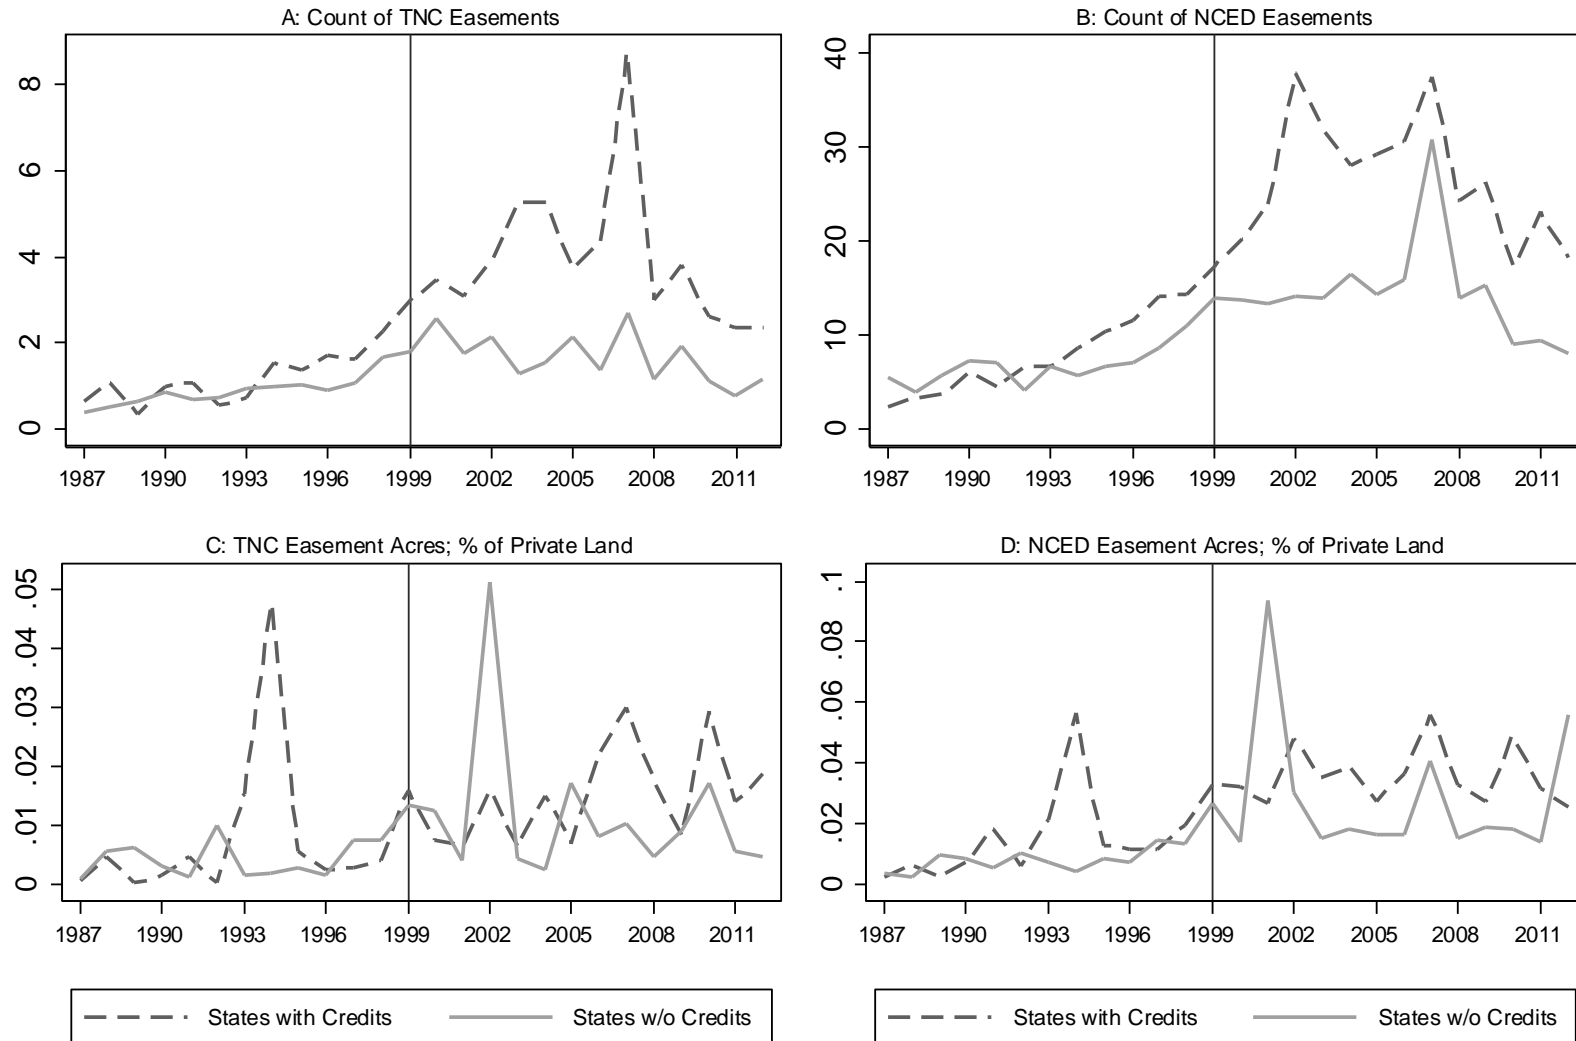 A: Count of TNC Easements
8
6
4
2
0
1987 1990 1993 1996 1999 2002 2005 2008 2011
B: Count of NCED Easements
40
30
20
10
0
1987 1990 1993 1996 1999 2002 2005 2008 2011
C: TNC Easement Acres; % of Private Land
.05
.04
.03
.02
.01
0
1987 1990 1993 1996 1999 2002 2005 2008 2011
D: NCED Easement Acres; % of Private Land
.1
.08
.06
.04
.02
0
1987 1990 1993 1996 1999 2002 2005 2008 2011
States with Credits States w/o Credits
States with Credits States w/o Credits